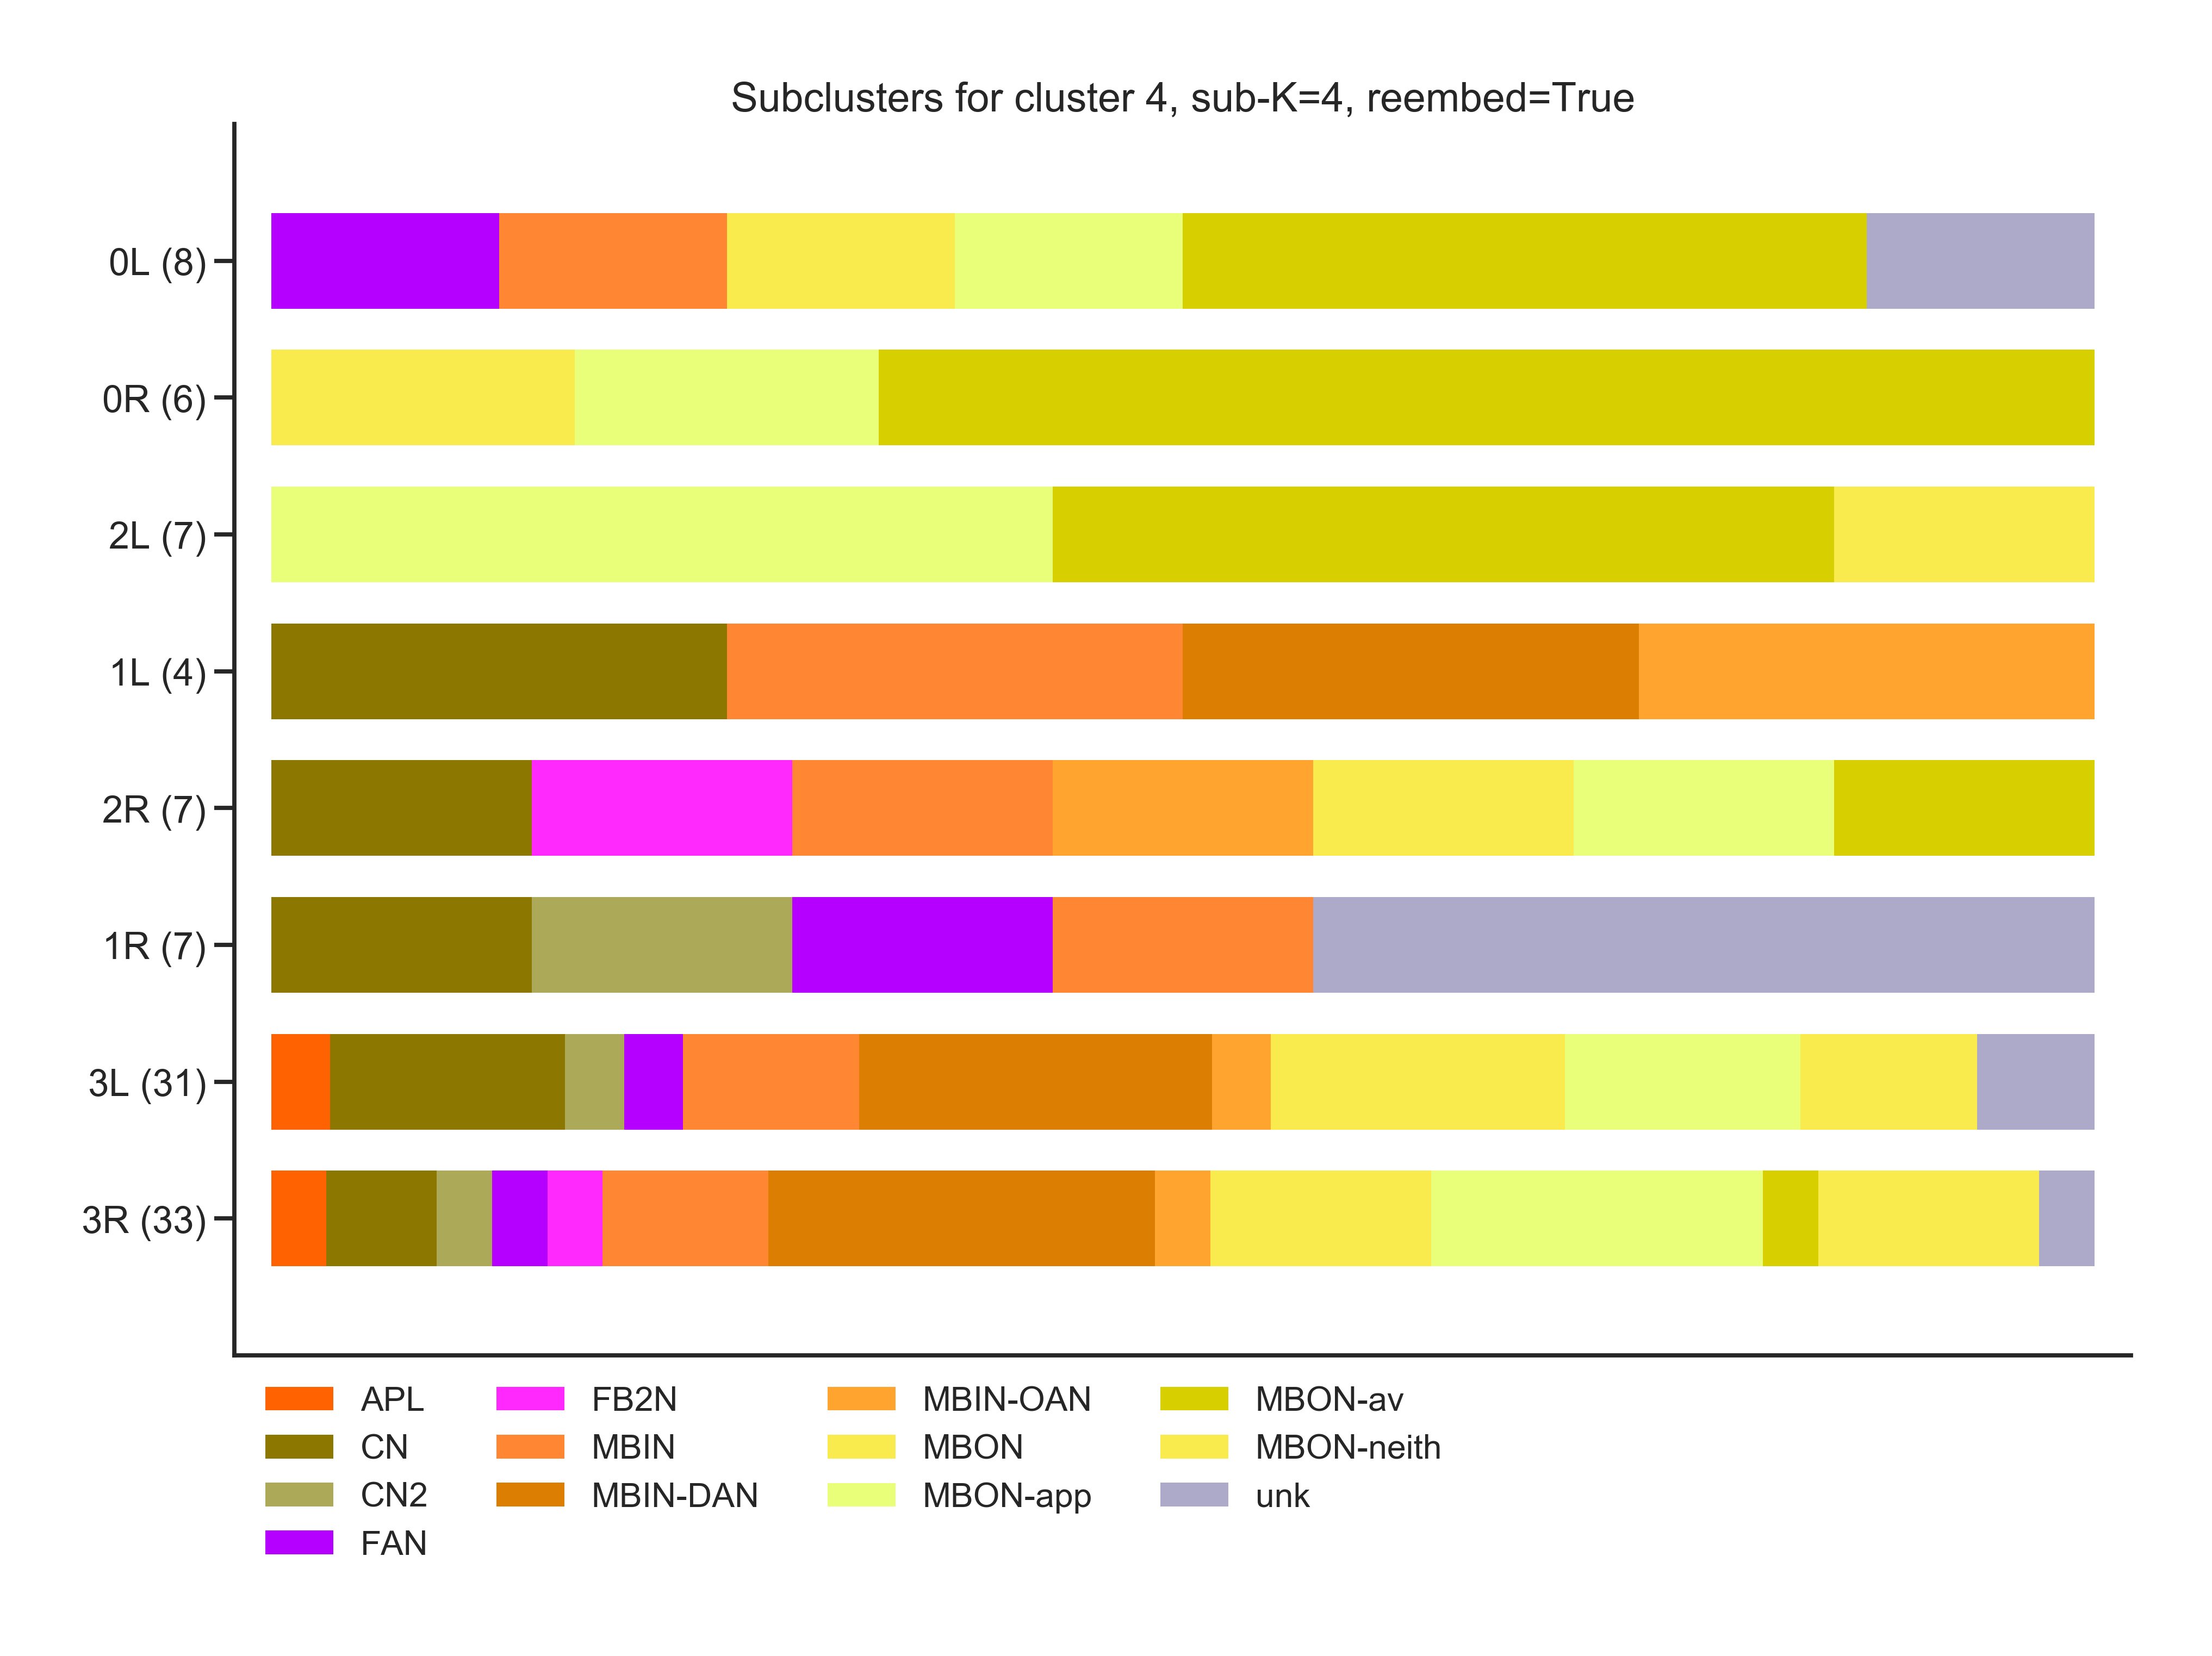 Subclusters for cluster 4, sub-K=4, reembed=True
0L (8)
0R (6)
2L (7)
1L (4)
2R (7)
1R (7)
3L (31)
3R (33)
APL FB2N MBIN-OAN MBON-av
CN MBIN MBON MBON-neith
CN2 MBIN-DAN MBON-app unk
FAN